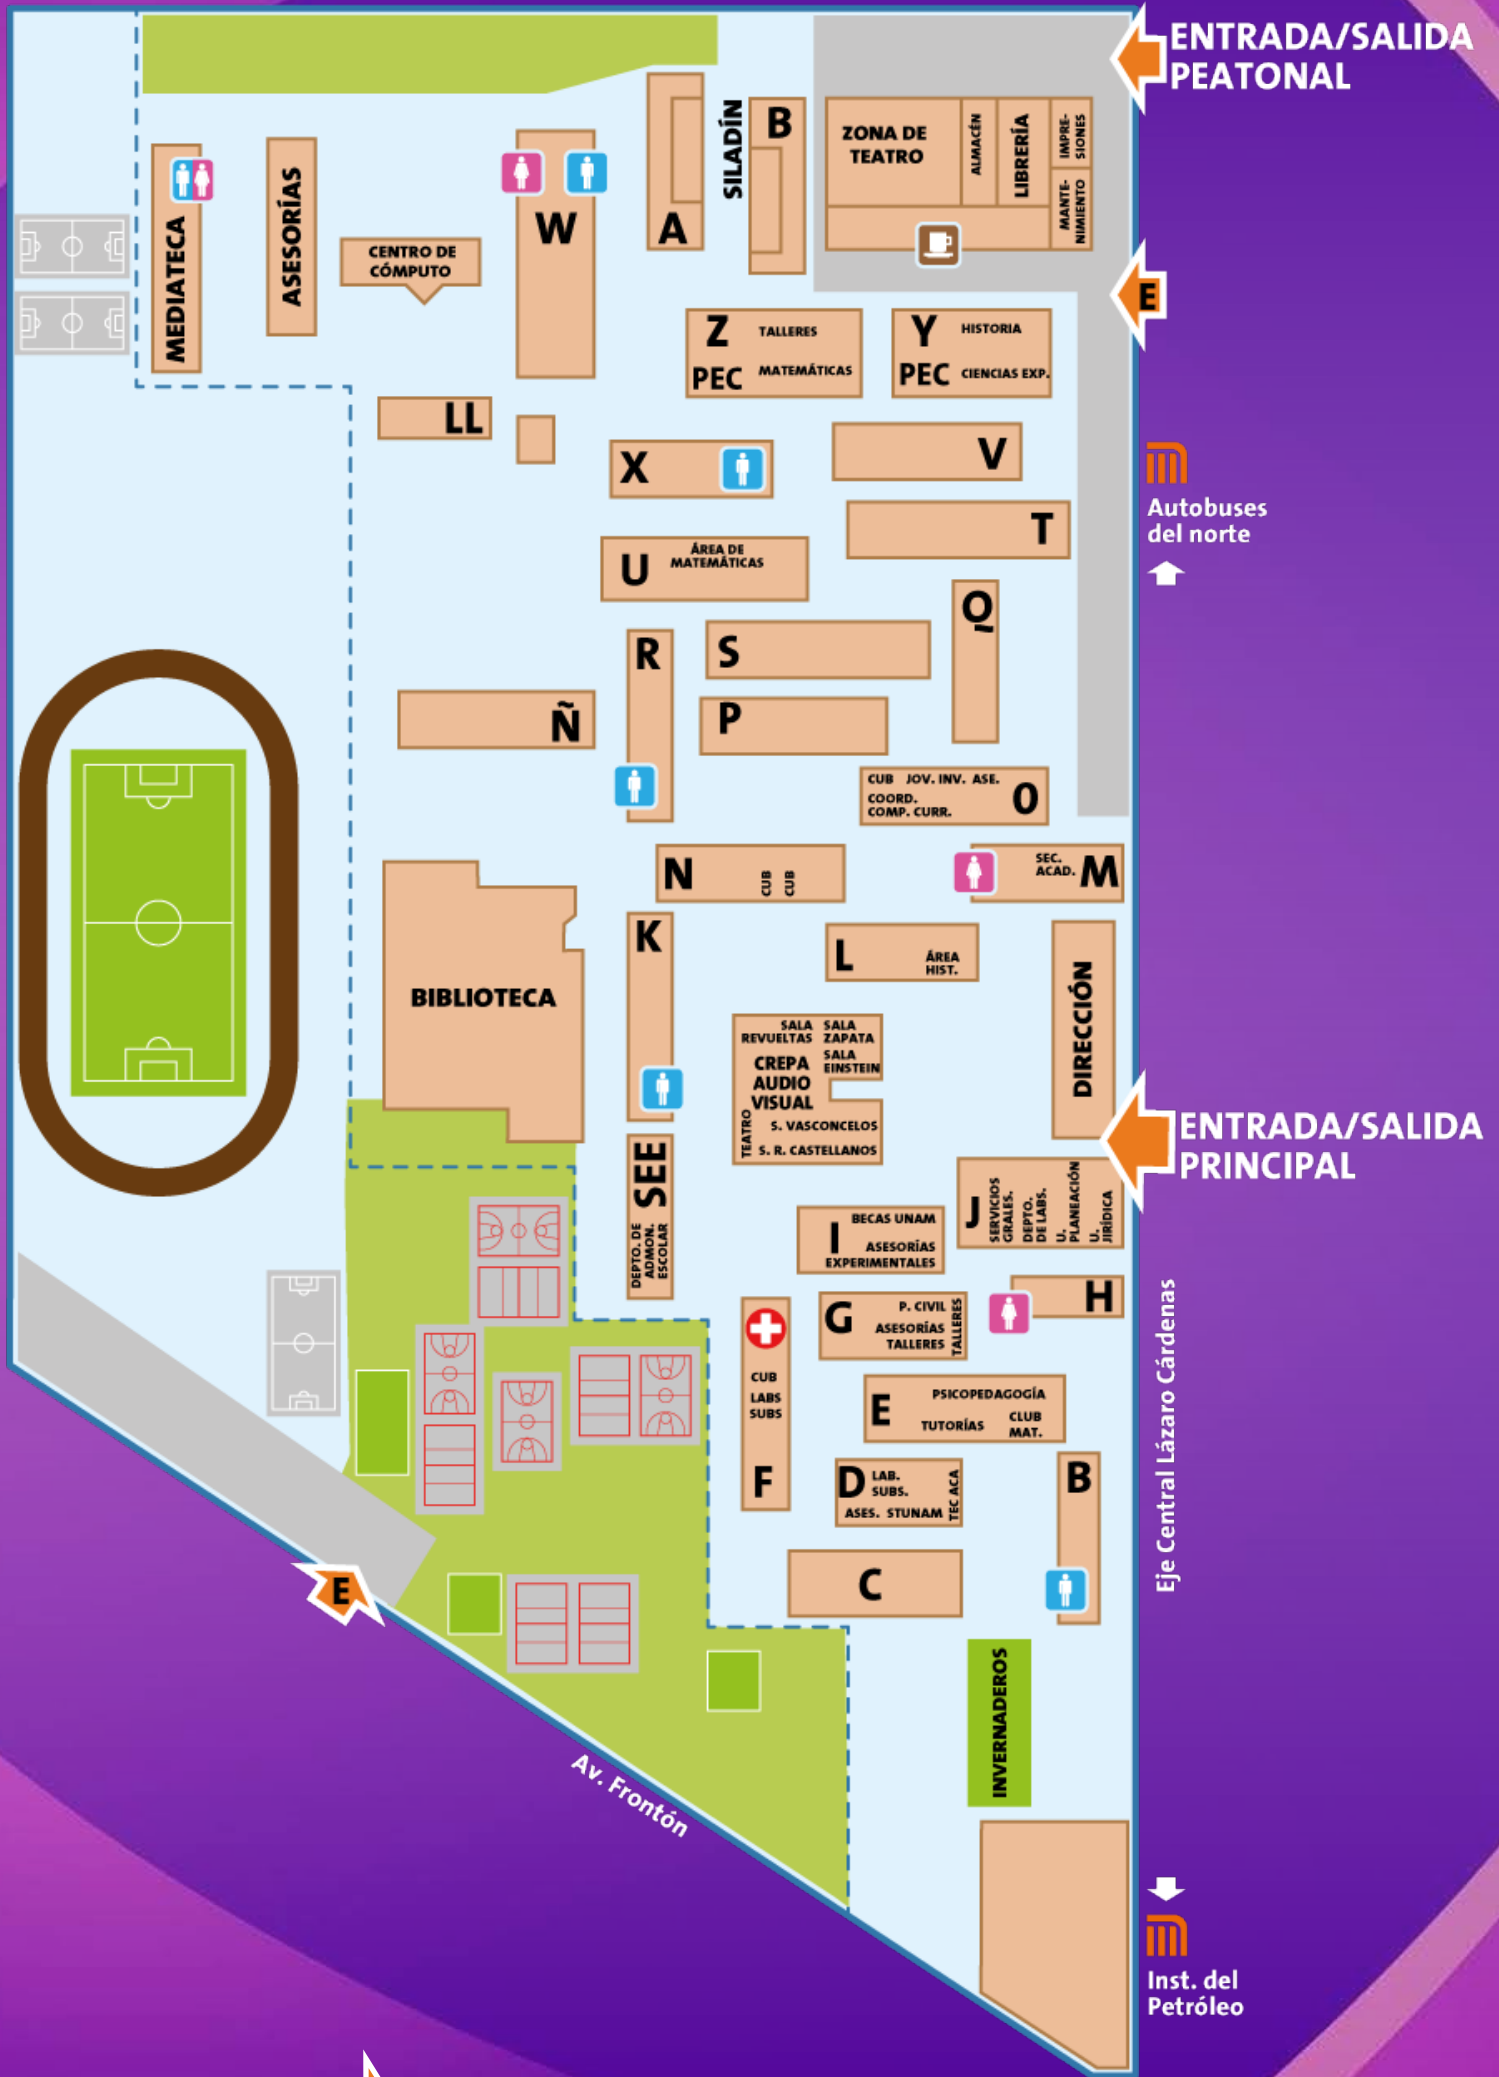 ENTRADA/SALIDA
PEATONAL
MEDIATECA
ASESORÍAS
CENTRO DE
CÓMPUTO
W
A
SILADÍN
B
ZONA DE
TEATRO
ALMACÉN
LIBRERÍA
IMPRE-
SIONES
MANTE-
NIMIENTO
E
Z
TALLERES
PEC
MATEMÁTICAS
Y
HISTORIA
PEC
CIENCIAS EXP.
LL
X
V
T
Autobuses
del norte
U
ÁREA DE
MATEMÁTICAS
Q
R
S
Ñ
P
CUB JOV. INV. ASE.
COORD.
COMP. CURR.
O
N
CUB
CUB
SEC.
ACAD.
M
BIBLIOTECA
K
L
ÁREA
HIST.
DIRECCIÓN
SALA
REVUELTAS
SALA
ZAPATA
SALA
EINSTEIN
CREPA
AUDIO
VISUAL
TEATRO
S. VASCONCELOS
S. R. CASTELLANOS
ENTRADA/SALIDA
PRINCIPAL
SEE
DEPTO. DE
ADMON.
ESCOLAR
J
SERVICIOS
GRALES.
DEPTO.
DE LABS.
U.
PLANEACIÓN
U.
JIRÍDICA
I
BECAS UNAM
ASESORÍAS
EXPERIMENTALES
H
G
P. CIVIL
ASESORÍAS
TALLERES
TALLERES
CUB
LABS
SUBS
F
E
PSICOPEDAGOGÍA
TUTORÍAS
CLUB
MAT.
D
LAB.
SUBS.
ASES. STUNAM
TEC ACA
B
C
E
INVERNADEROS
Eje Central Lázaro Cárdenas
Av. Frontón
Inst. del
Petróleo